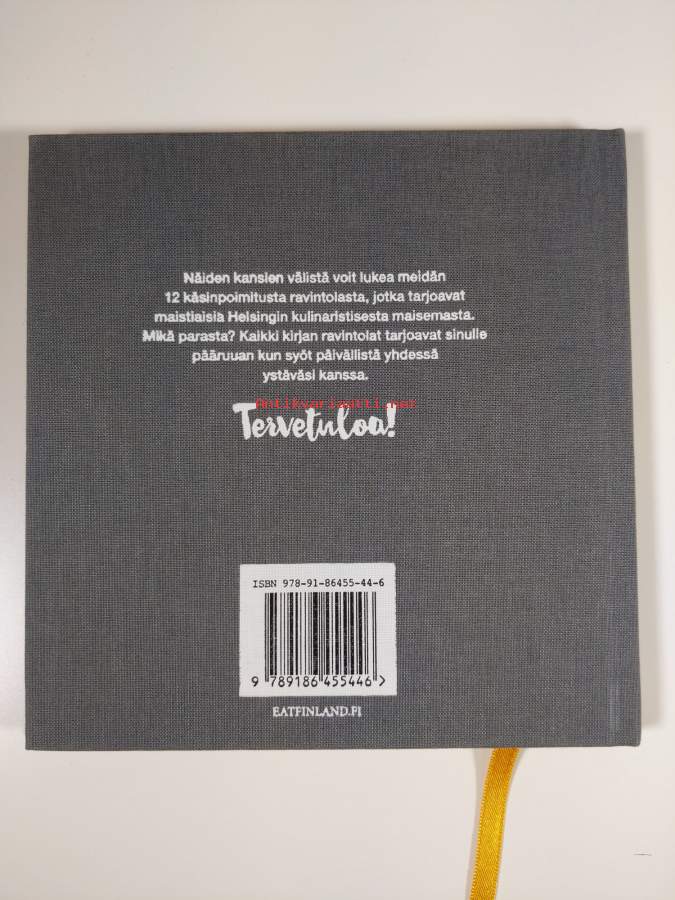 Näiden kansien välistä voit lukea meidän
12 käsinpoimitusta ravintolasta, jotka tarjoavat
maistiaisia Helsingin kulinaristisesta maisemasta.
Mikä parasta? Kaikki kirjan ravintolat tarjoavat sinulle
pääruuan kun syöt päivällistä yhdessä
ystäväsi kanssa.
Antikvariaatti.net
Tervetuloa!
ISBN 978-91-86455-44-6
9 789186 455446 >
EATFINLAND.FI